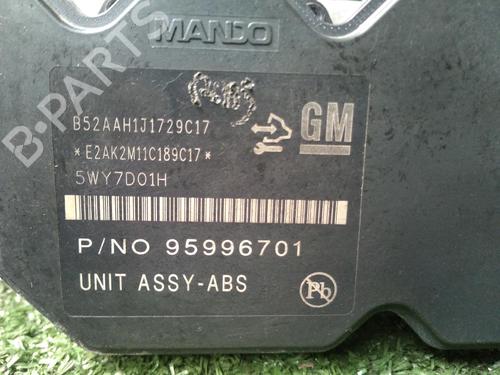 MANDO
B52AAH1J1729C17
*E2AK2M11C189C17*
GM
5WY7D01H
P/NO 95996701
UNIT ASSY-ABS
Pb
B-PARTS